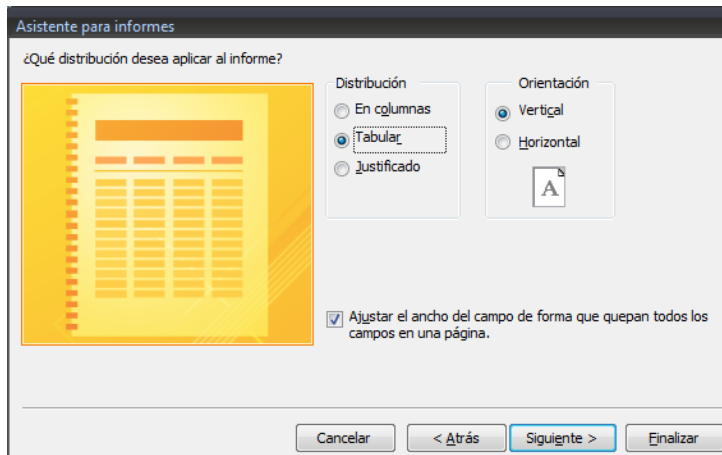 Asistente para informes
¿Qué distribución desea aplicar al informe?
Distribución
En columnas
Tabular
Justificado
Orientación
Vertical
Horizontal
A
Ajustar el ancho del campo de forma que quepan todos los
campos en una página.
Cancelar
< Atrás
Siguiente >
Finalizar